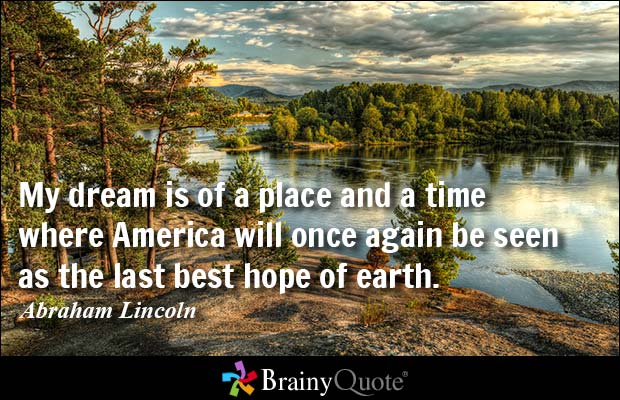 My dream is of a place and a time
where America will once again be seen
as the last best hope of earth.
Abraham Lincoln
BrainyQuote®